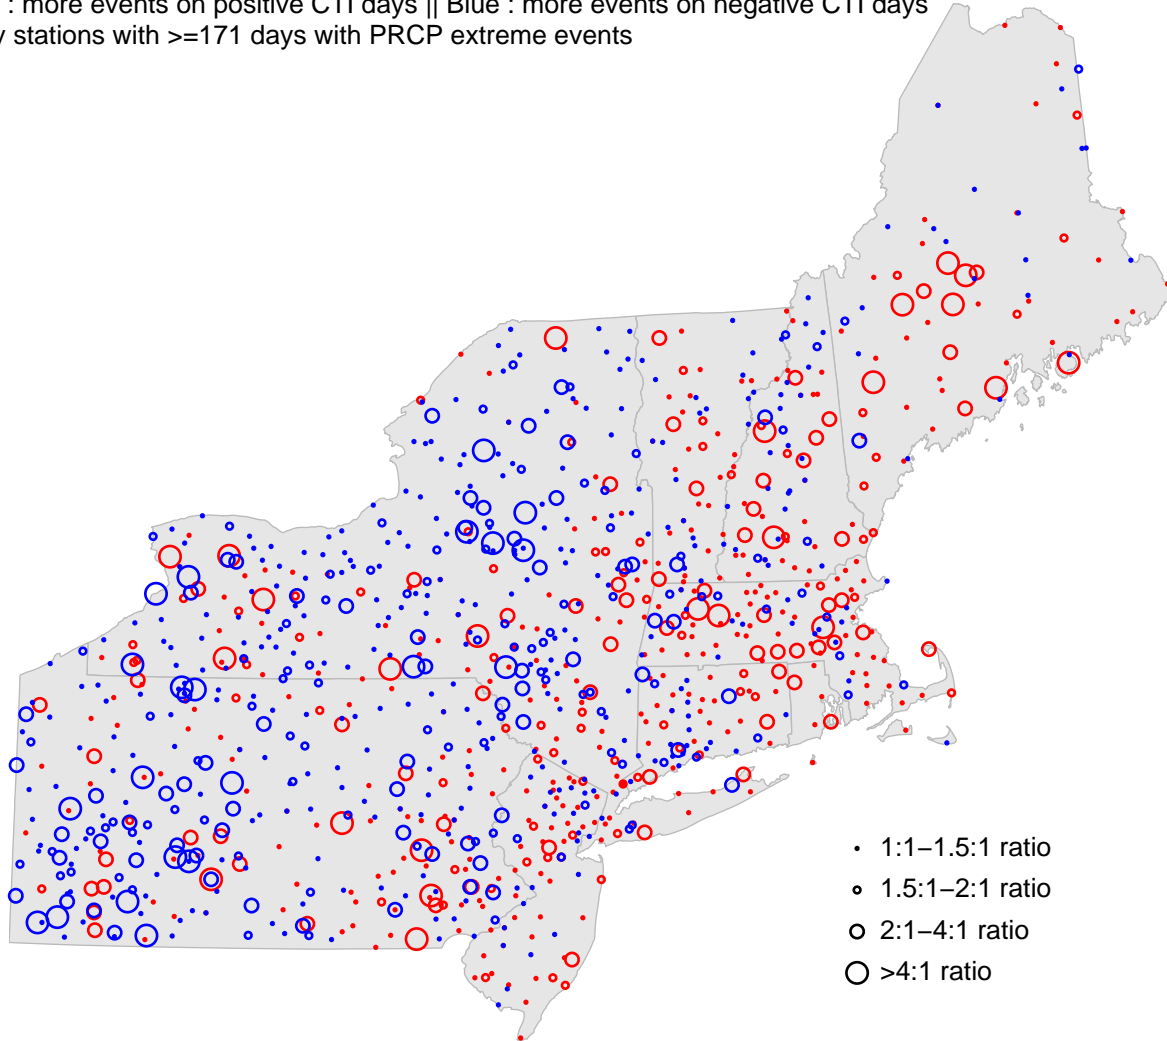 : more events on positive CTI days || Blue : more events on negative CTI days
stations with >=171 days with PRCP extreme events
1:1−1.5:1 ratio
1.5:1−2:1 ratio
2:1−4:1 ratio
>4:1 ratio